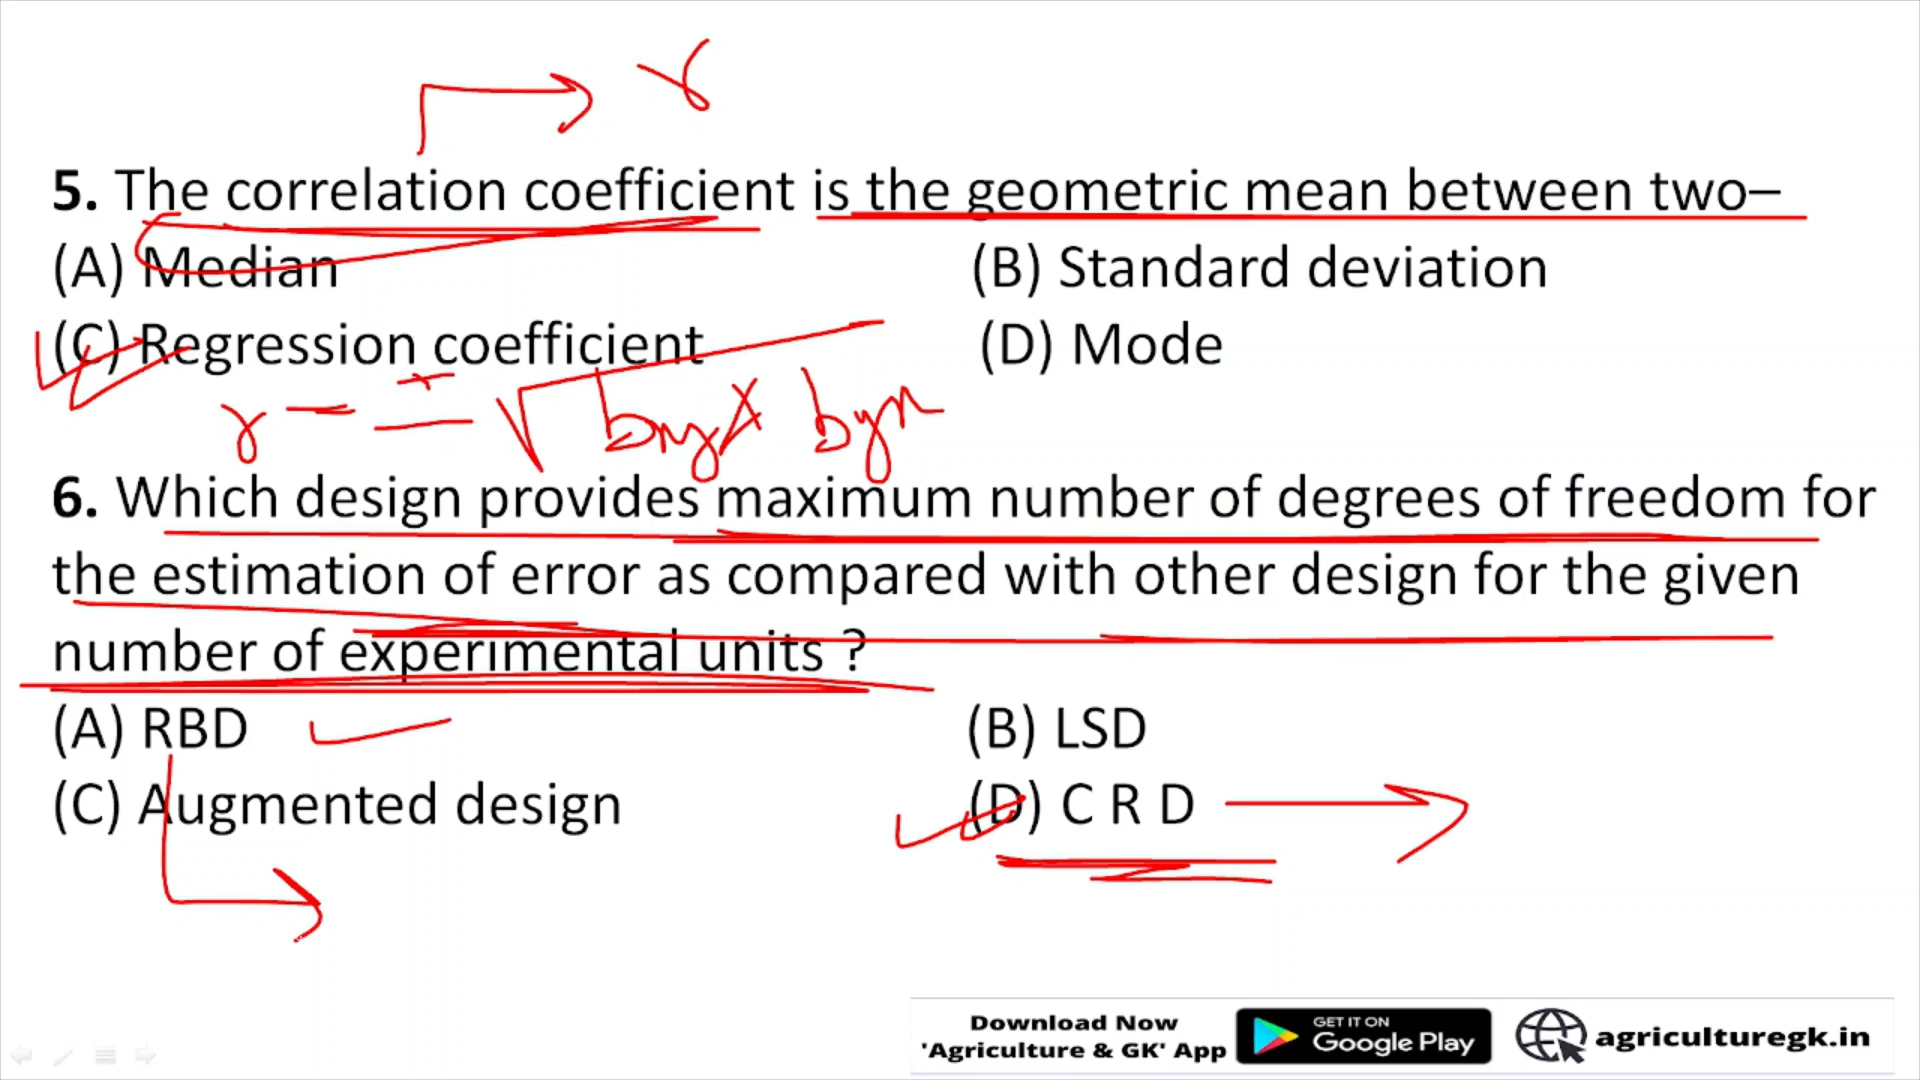 r
5. The correlation coefficient is the geometric mean between two–
(A) Median (B) Standard deviation
(C) Regression coefficient (D) Mode
r = ± √ bxy × byx
6. Which design provides maximum number of degrees of freedom for
the estimation of error as compared with other design for the given
number of experimental units ?
(A) RBD (B) LSD
(C) Augmented design (D) C R D
Download Now
'Agriculture & GK' App
GET IT ON
Google Play
agriculturegk.in